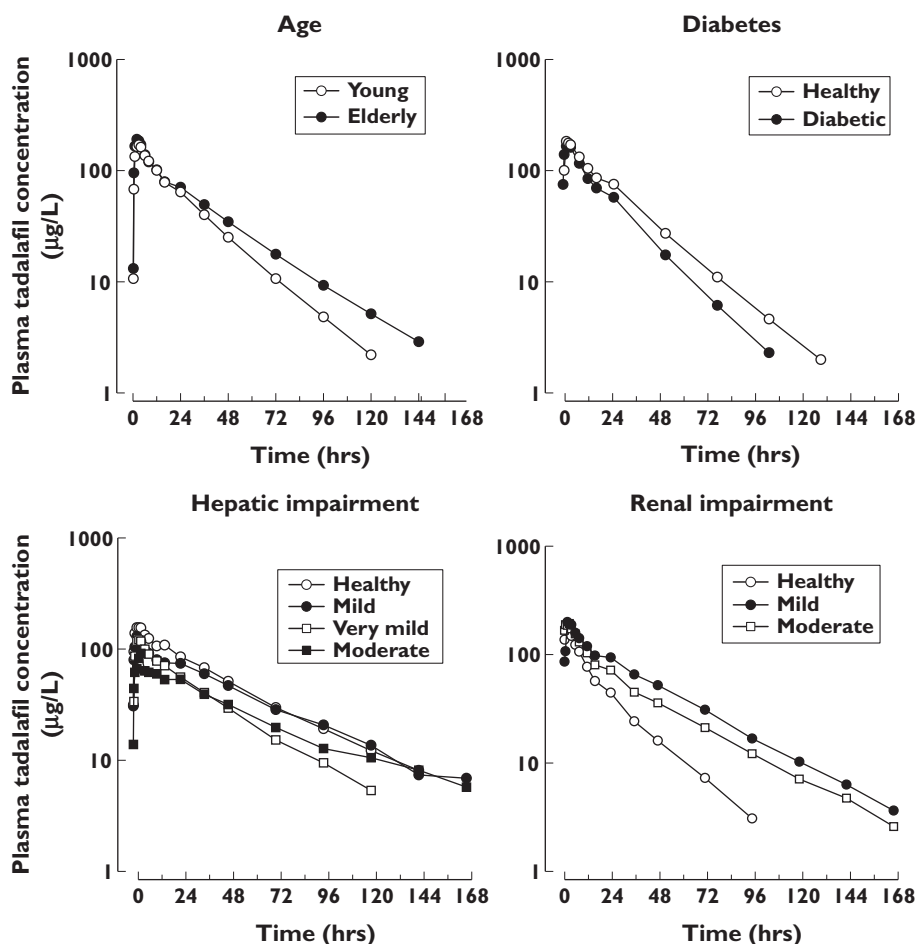 Age
Plasma tadalafil concentration
(µg/L)
1000
100
10
1
Young
Elderly
0 24 48 72 96 120 144 168
Time (hrs)
Diabetes
1000
100
10
1
Healthy
Diabetic
0 24 48 72 96 120 144 168
Time (hrs)
Hepatic impairment
Plasma tadalafil concentration
(µg/L)
1000
100
10
1
Healthy
Mild
Very mild
Moderate
0 24 48 72 96 120 144 168
Time (hrs)
Renal impairment
1000
100
10
1
Healthy
Mild
Moderate
0 24 48 72 96 120 144 168
Time (hrs)